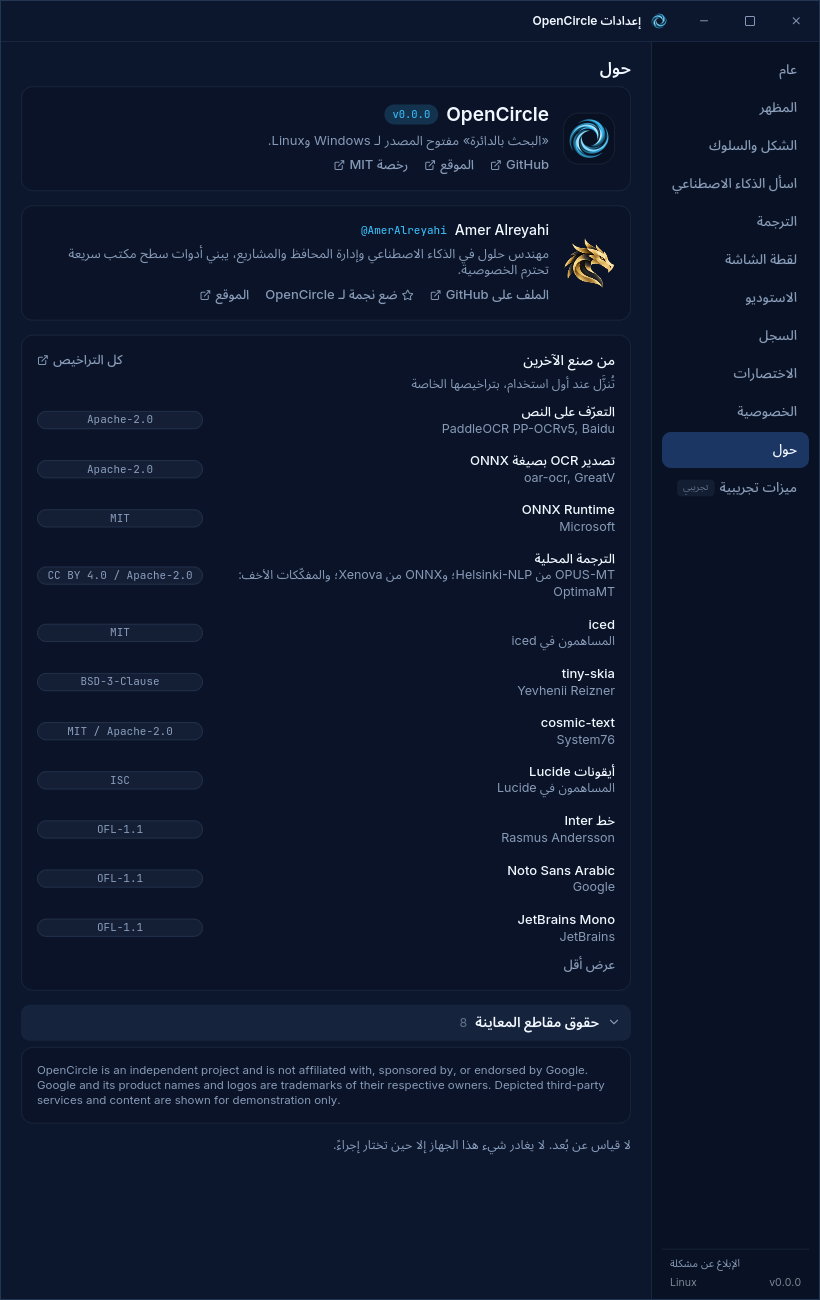 إعدادات OpenCircle
عام
المظهر
الشكل والسلوك
اسأل الذكاء الاصطناعي
الترجمة
لقطة الشاشة
الاستوديو
السجل
الاختصارات
الخصوصية
حول
ميزات تجريبية تجريبي
الإبلاغ عن مشكلة
v0.0.0 Linux
حول
OpenCircle v0.0.0
«البحث بالدائرة» مفتوح المصدر لـ Windows وLinux.
GitHub الموقع رخصة MIT
Amer Alreyahi @AmerAlreyahi
مهندس حلول في الذكاء الاصطناعي وإدارة المحافظ والمشاريع، يبني أدوات سطح مكتب سريعة
تحترم الخصوصية.
الملف على GitHub ضع نجمة لـ OpenCircle الموقع
من صنع الآخرين كل التراخيص
تُنزَّل عند أول استخدام، بتراخيصها الخاصة
التعرّف على النص
PaddleOCR PP-OCRv5, Baidu
Apache-2.0
تصدير OCR بصيغة ONNX
oar-ocr, GreatV
Apache-2.0
ONNX Runtime
Microsoft
MIT
الترجمة المحلية
OPUS-MT من Helsinki-NLP؛ وONNX من Xenova؛ والمفكّكات الأخف:
OptimaMT
CC BY 4.0 / Apache-2.0
iced
المساهمون في iced
MIT
tiny-skia
Yevhenii Reizner
BSD-3-Clause
cosmic-text
System76
MIT / Apache-2.0
أيقونات Lucide
المساهمون في Lucide
ISC
خط Inter
Rasmus Andersson
OFL-1.1
Noto Sans Arabic
Google
OFL-1.1
JetBrains Mono
JetBrains
OFL-1.1
عرض أقل
حقوق مقاطع المعاينة 8
OpenCircle is an independent project and is not affiliated with, sponsored by, or endorsed by Google.
Google and its product names and logos are trademarks of their respective owners. Depicted third-party
services and content are shown for demonstration only.
لا قياس عن بُعد. لا يغادر شيء هذا الجهاز إلا حين تختار إجراءً.